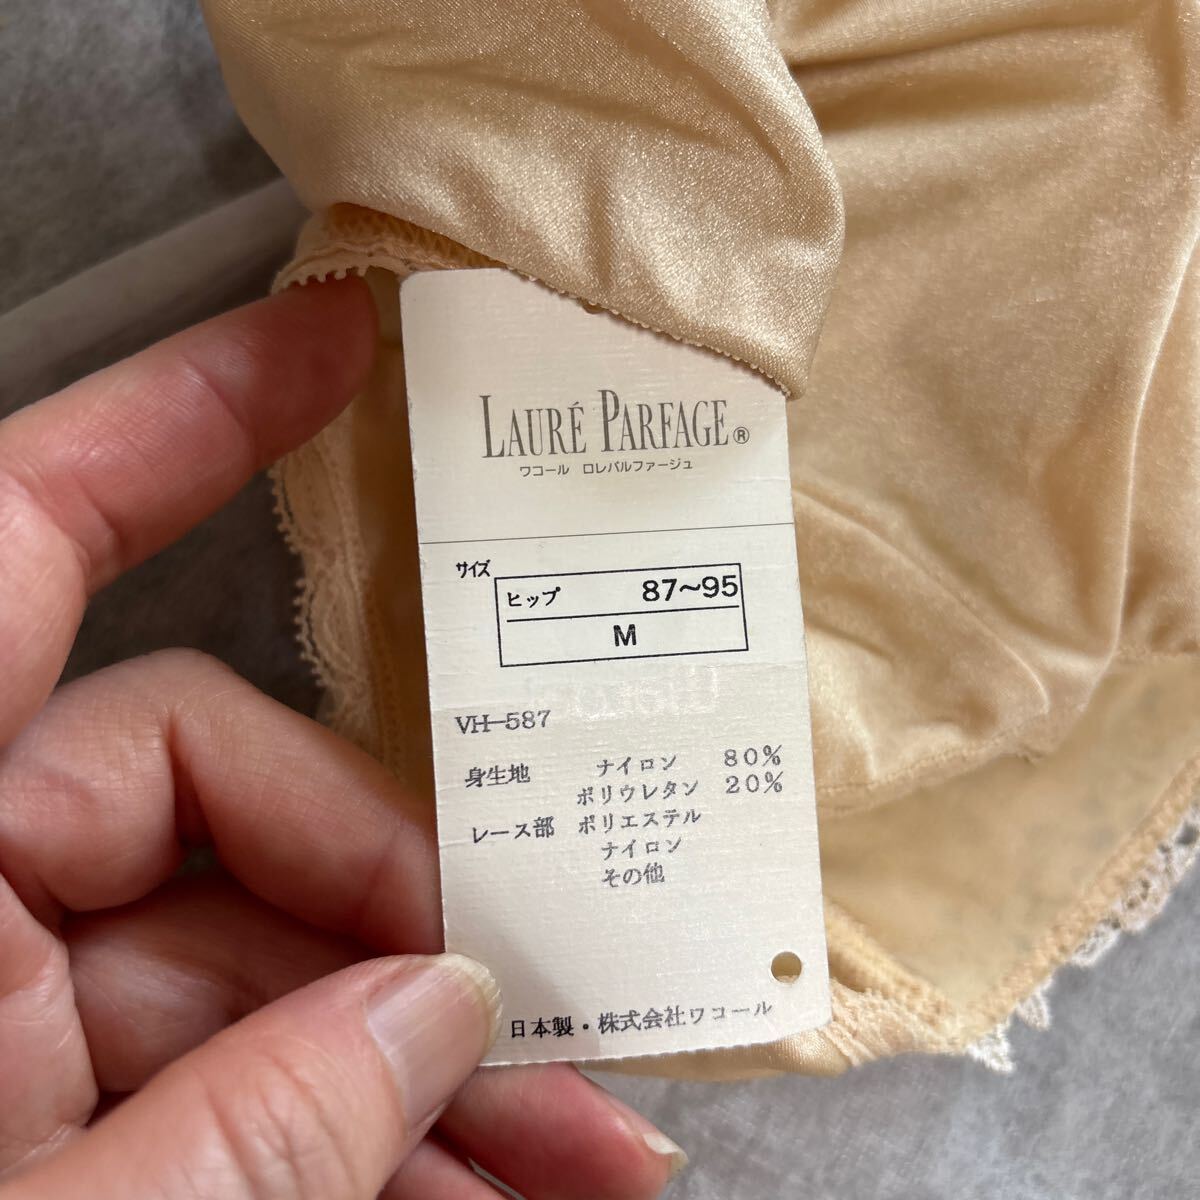 LAURÉ PARFAGE®
ワコール ロレパルファージュ
サイズ
ヒップ 87～95
M
VH-587
身生地 ナイロン 80%
ポリウレタン 20%
レース部 ポリエステル
ナイロン
その他
日本製・株式会社ワコール